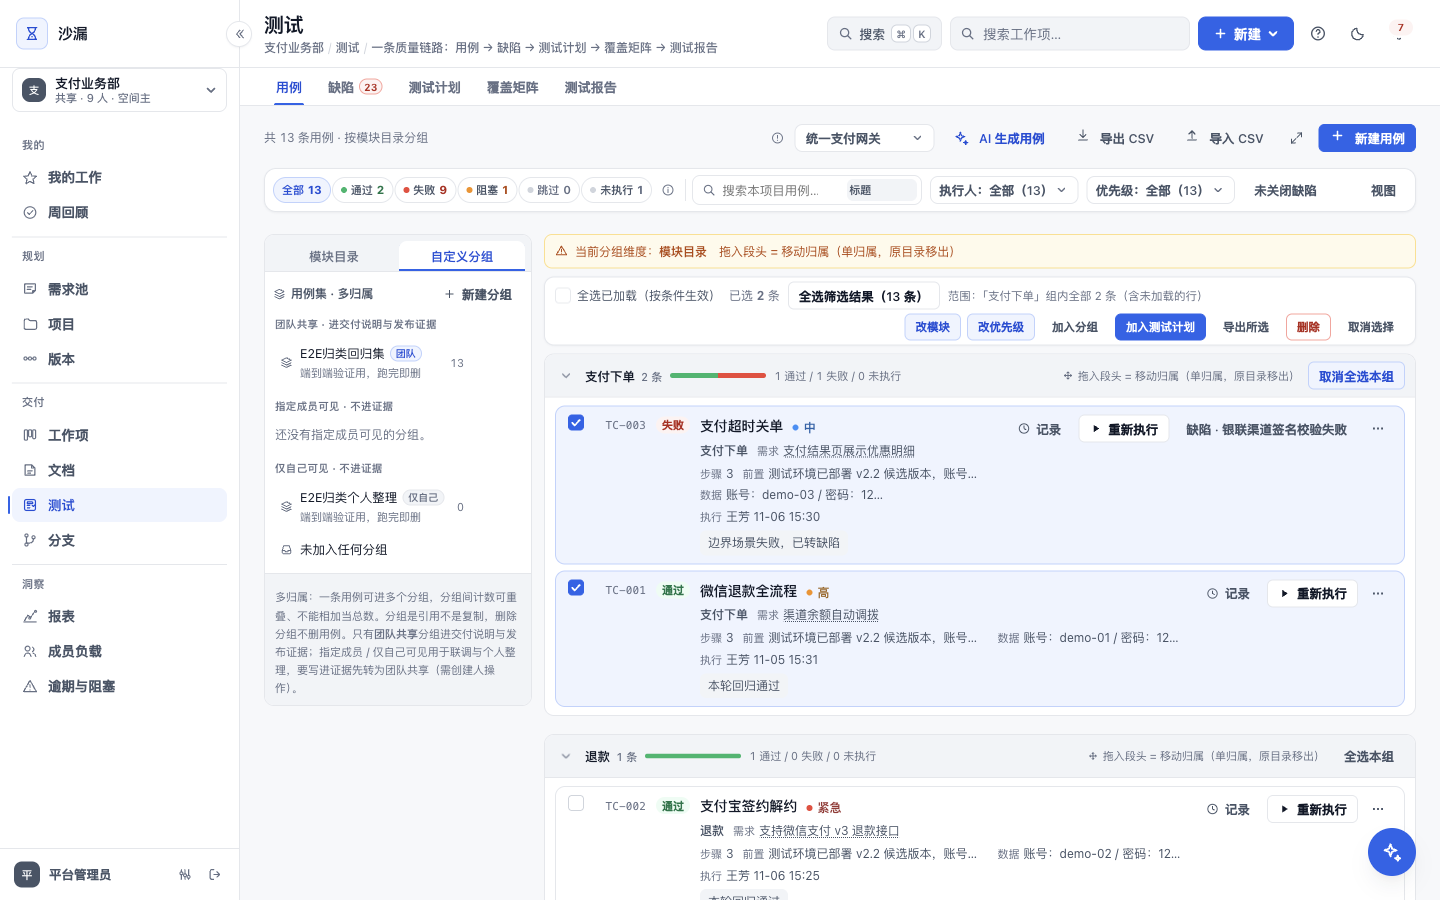 沙漏
支
支付业务部
共享 · 9 人 · 空间主
我的
我的工作
周回顾
规划
需求池
项目
版本
交付
工作项
文档
测试
分支
洞察
报表
成员负载
逾期与阻塞
平
平台管理员
测试
支付业务部 / 测试 / 一条质量链路：用例 → 缺陷 → 测试计划 → 覆盖矩阵 → 测试报告
搜索 ⌘ K
搜索工作项...
新建
7
用例
缺陷 23
测试计划
覆盖矩阵
测试报告
共 13 条用例 · 按模块目录分组
统一支付网关
AI 生成用例
导出 CSV
导入 CSV
新建用例
全部 13
通过 2
失败 9
阻塞 1
跳过 0
未执行 1
搜索本项目用例...
标题
执行人：全部（13）
优先级：全部（13）
未关闭缺陷
视图
模块目录
自定义分组
用例集 · 多归属
新建分组
团队共享 · 进交付说明与发布证据
E2E归类回归集 团队
13
端到端验证用，跑完即删
指定成员可见 · 不进证据
还没有指定成员可见的分组。
仅自己可见 · 不进证据
E2E归类个人整理 仅自己
0
端到端验证用，跑完即删
未加入任何分组
多归属：一条用例可进多个分组，分组间计数可重
叠、不能相加当总数。分组是引用不是复制，删除
分组不删用例。只有团队共享分组进交付说明与发
布证据；指定成员 / 仅自己可见用于联调与个人整
理，要写进证据先转为团队共享（需创建人操
作）。
当前分组维度：模块目录 拖入段头 = 移动归属（单归属，原目录移出）
全选已加载（按条件生效）
已选 2 条
全选筛选结果（13 条）
范围：「支付下单」组内全部 2 条（含未加载的行）
改模块
改优先级
加入分组
加入测试计划
导出所选
删除
取消选择
支付下单 2 条
1 通过 / 1 失败 / 0 未执行
拖入段头 = 移动归属（单归属，原目录移出）
取消全选本组
TC-003 失败 支付超时关单 中
记录
重新执行
缺陷 · 银联渠道签名校验失败
支付下单 需求 支付结果页展示优惠明细
步骤 3 前置 测试环境已部署 v2.2 候选版本，账号...
数据 账号：demo-03 / 密码：12...
执行 王芳 11-06 15:30
边界场景失败，已转缺陷
TC-001 通过 微信退款全流程 高
记录
重新执行
支付下单 需求 渠道余额自动调拨
步骤 3 前置 测试环境已部署 v2.2 候选版本，账号... 数据 账号：demo-01 / 密码：12...
执行 王芳 11-05 15:31
本轮回归通过
退款 1 条
1 通过 / 0 失败 / 0 未执行
拖入段头 = 移动归属（单归属，原目录移出）
全选本组
TC-002 通过 支付宝签约解约 紧急
记录
重新执行
退款 需求 支持微信支付 v3 退款接口
步骤 3 前置 测试环境已部署 v2.2 候选版本，账号... 数据 账号：demo-02 / 密码：12...
执行 王芳 11-06 15:25